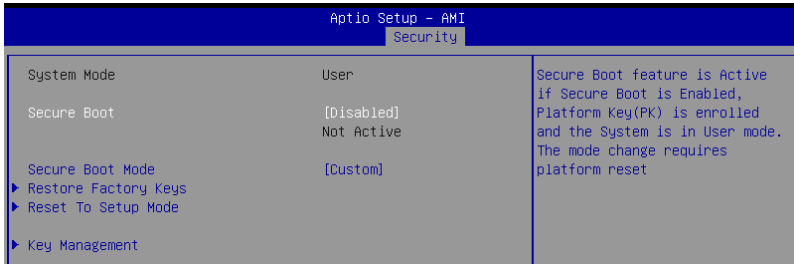 Aptio Setup - AMI
Security
System Mode User
Secure Boot [Disabled]
Not Active
Secure Boot Mode [Custom]
Restore Factory Keys
Reset To Setup Mode
Key Management
Secure Boot feature is Active
if Secure Boot is Enabled,
Platform Key(PK) is enrolled
and the System is in User mode.
The mode change requires
platform reset